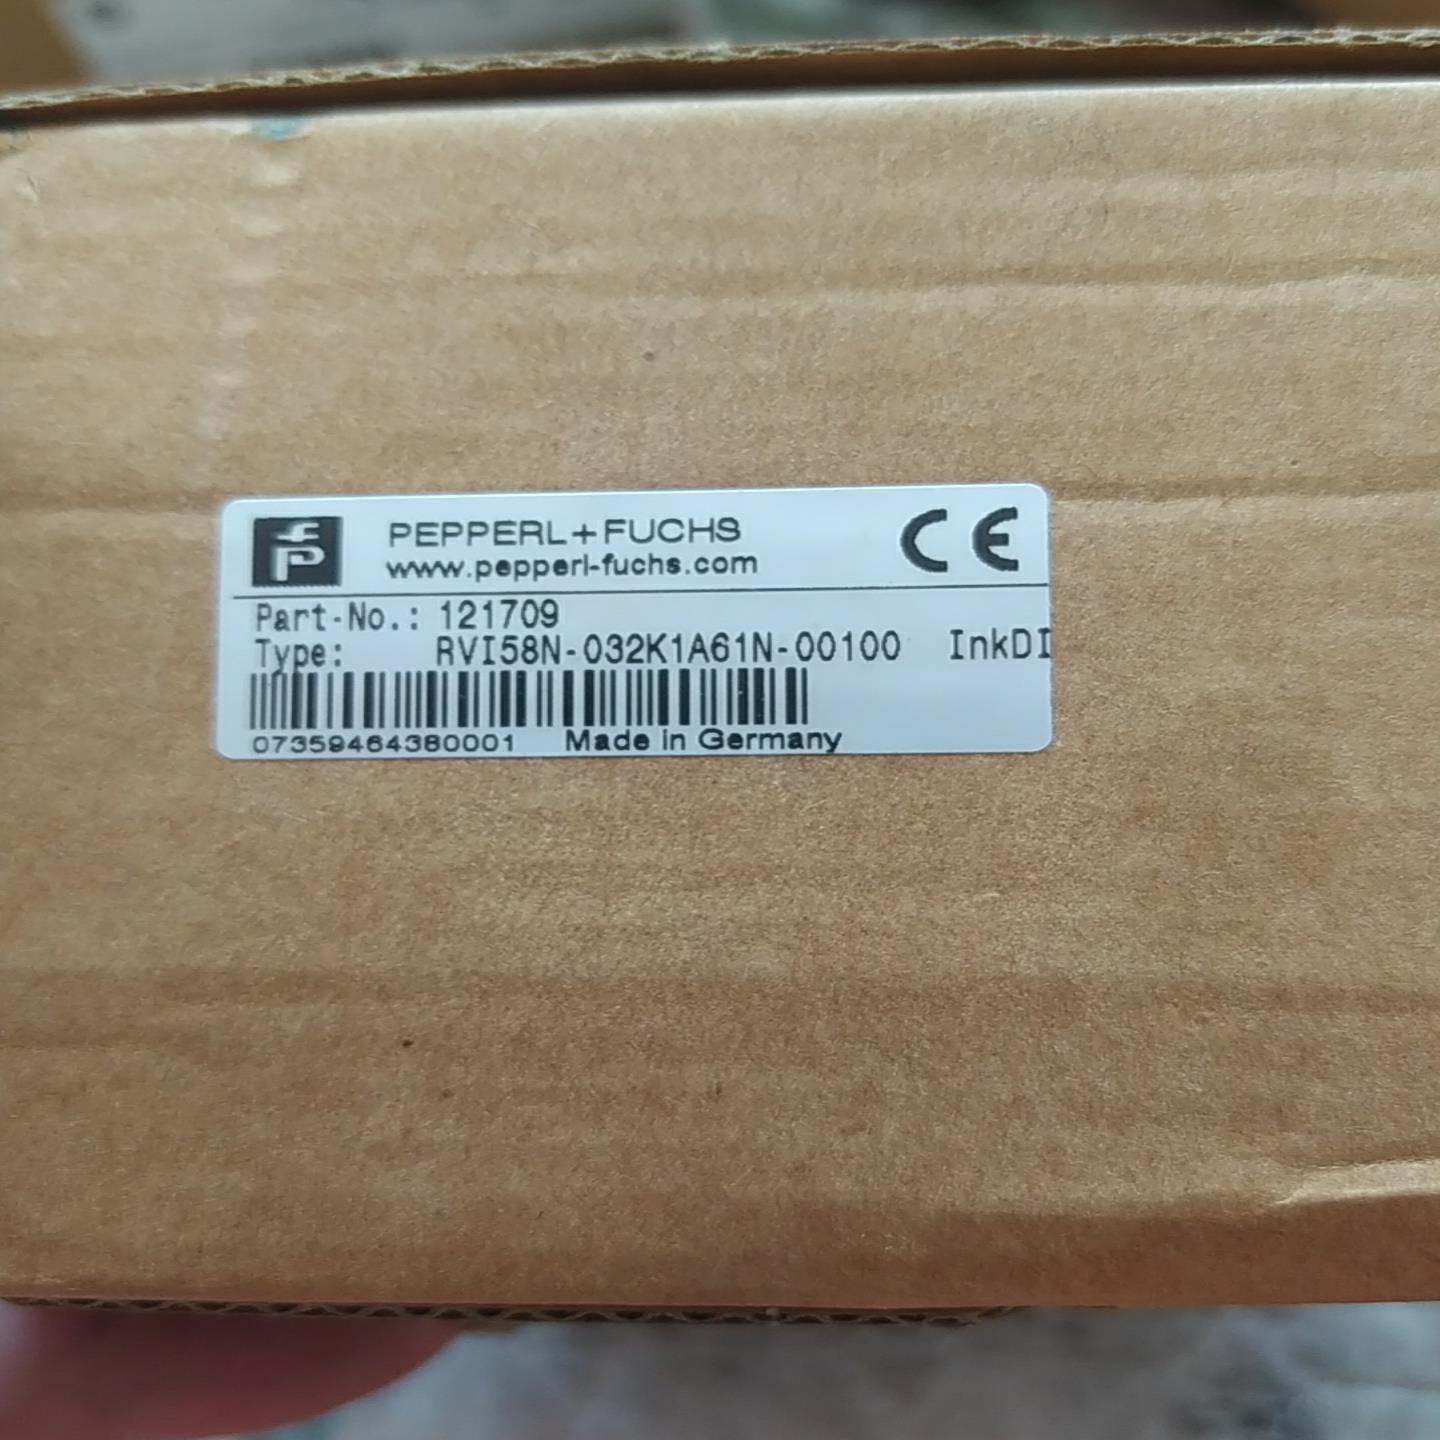 PEPPERL+FUCHS
www.pepperl-fuchs.com
CE
Part-No.: 121709
Type: RVI58N-032K1A61N-00100 InkDI
07359464380001 Made in Germany